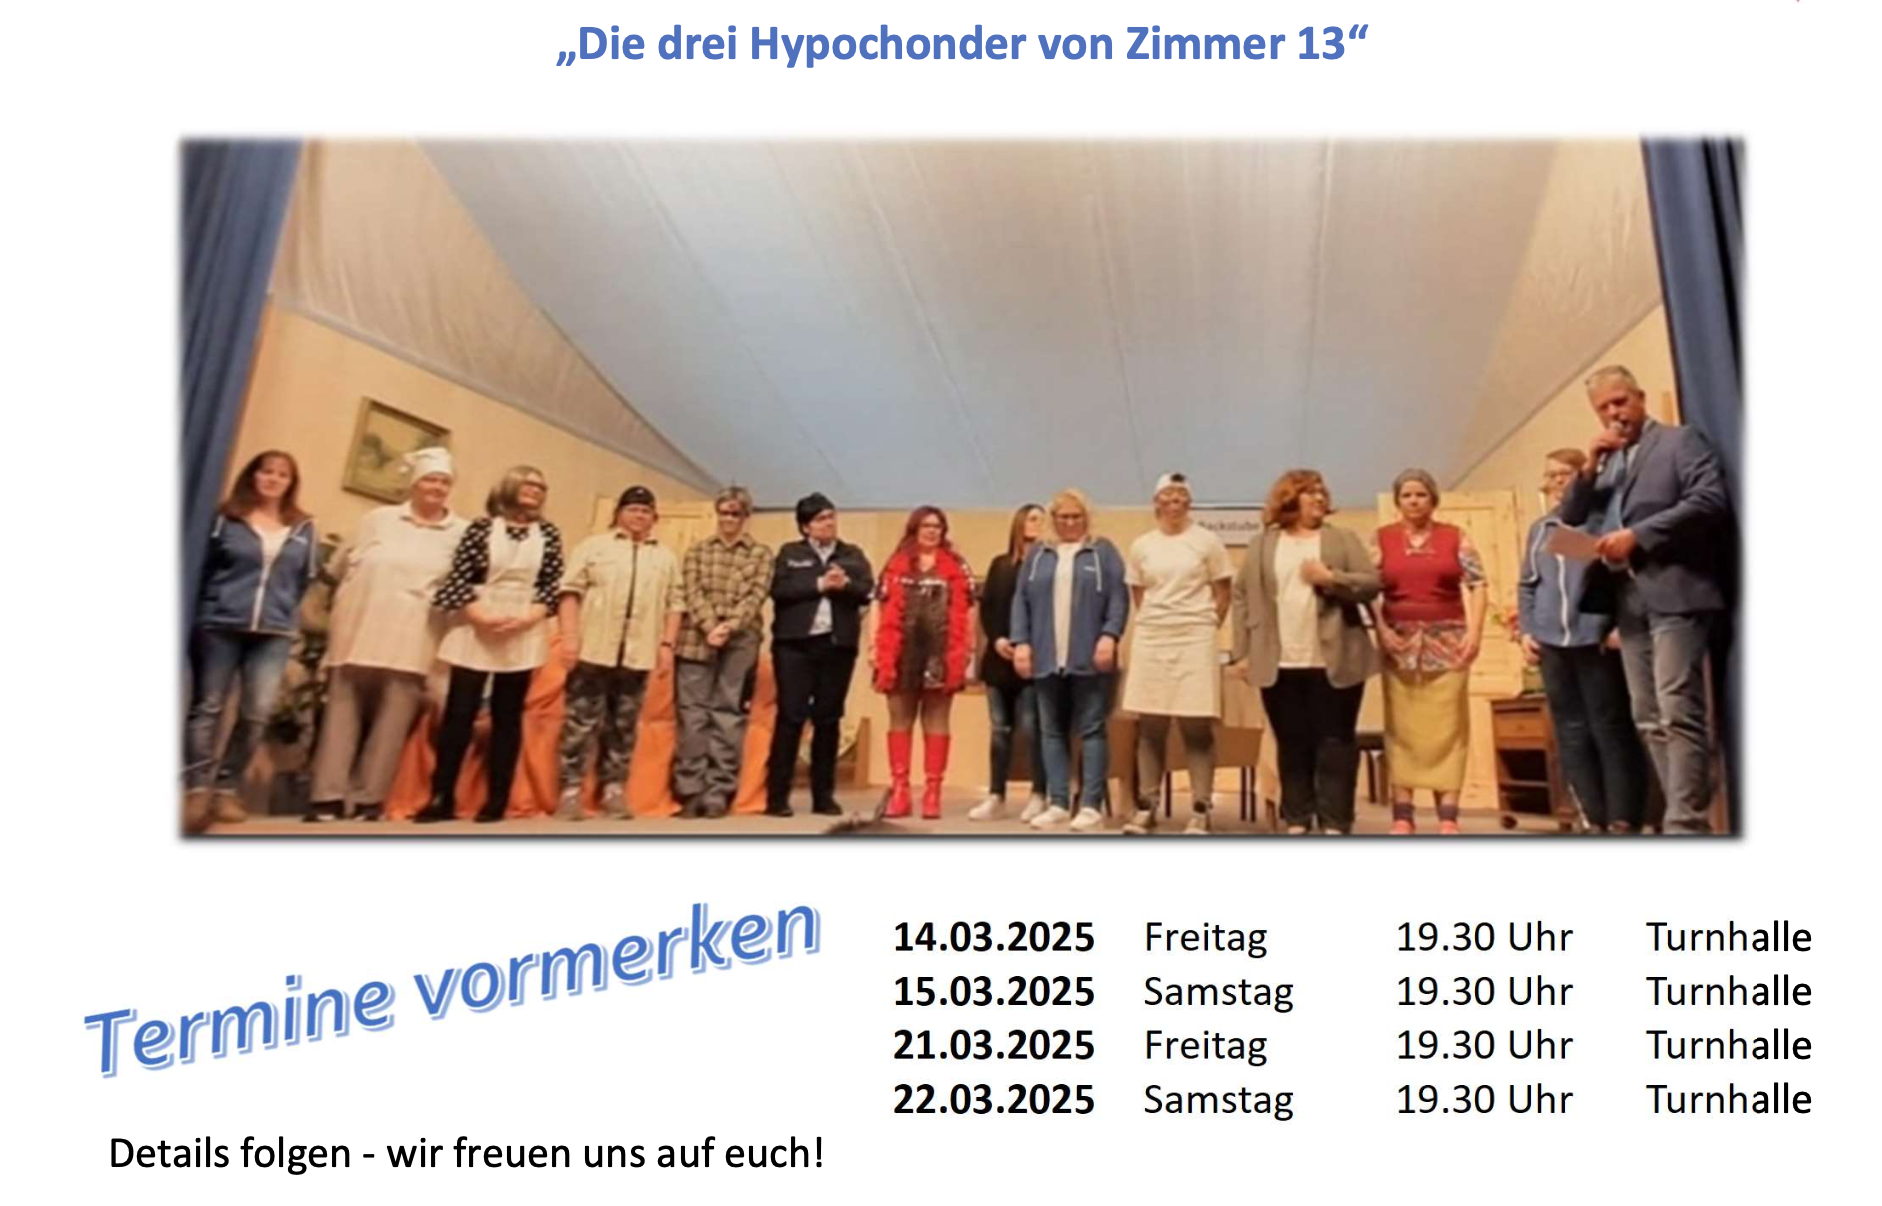 „Die drei Hypochonder von Zimmer 13“
Backstube
Termine vormerken
14.03.2025 Freitag 19.30 Uhr Turnhalle
15.03.2025 Samstag 19.30 Uhr Turnhalle
21.03.2025 Freitag 19.30 Uhr Turnhalle
22.03.2025 Samstag 19.30 Uhr Turnhalle
Details folgen - wir freuen uns auf euch!